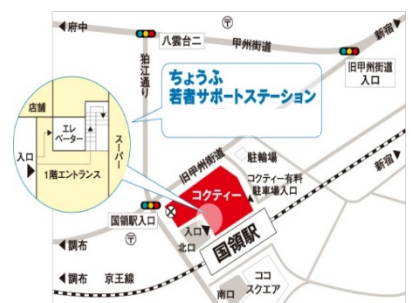 ◀府中
〒
八雲台二
甲州街道
新宿▶
狛江通り
旧甲州街道
入口
ちょうふ
若者サポートステーション
店舗
エレ
ベーター
スーパー
入口
1階エントランス
旧甲州街道
駐輪場
コクティー有料
駐車場入口
新宿▶
コクティー
国領駅入口
入口
北口
国領駅
〒
◀調布
◀調布 京王線
ココ
スクエア
南口